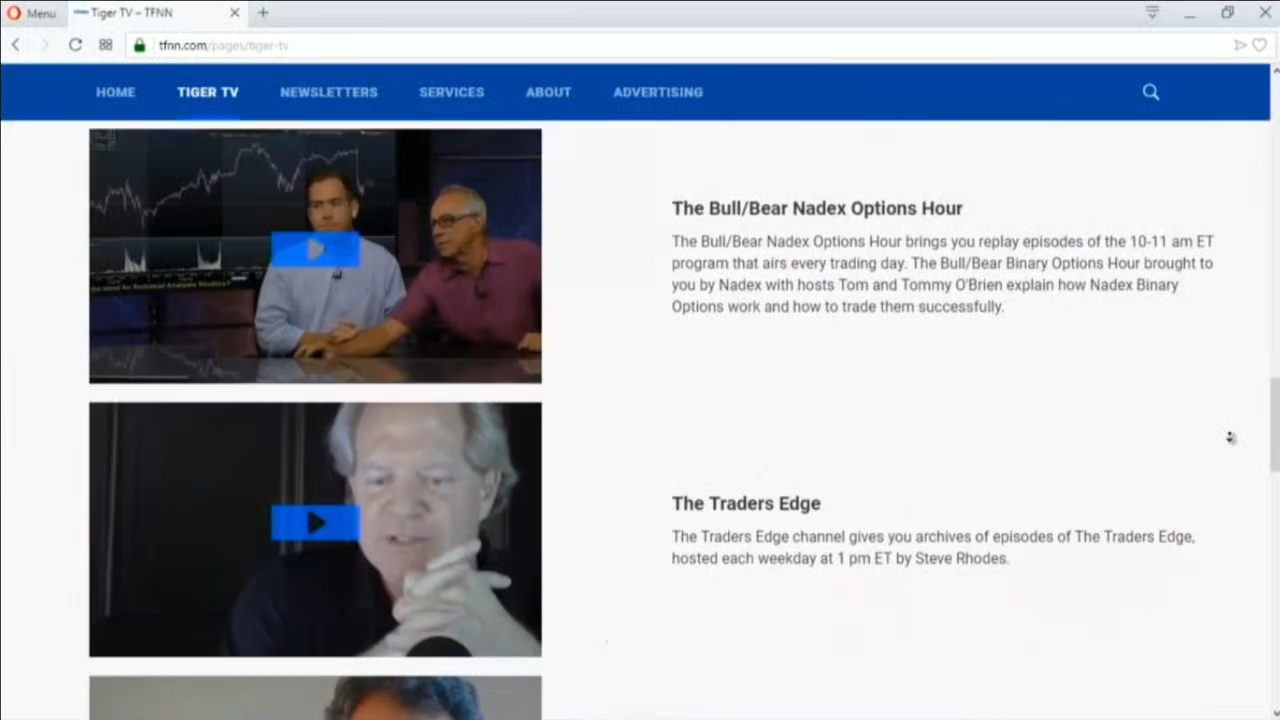 Menu
Tiger TV – TFNN
tfnn.com/pages/tiger-tv
HOME
TIGER TV
NEWSLETTERS
SERVICES
ABOUT
ADVERTISING
The Bull/Bear Nadex Options Hour
The Bull/Bear Nadex Options Hour brings you replay episodes of the 10-11 am ET
program that airs every trading day. The Bull/Bear Binary Options Hour brought to
you by Nadex with hosts Tom and Tommy O'Brien explain how Nadex Binary
Options work and how to trade them successfully.
The Traders Edge
The Traders Edge channel gives you archives of episodes of The Traders Edge,
hosted each weekday at 1 pm ET by Steve Rhodes.